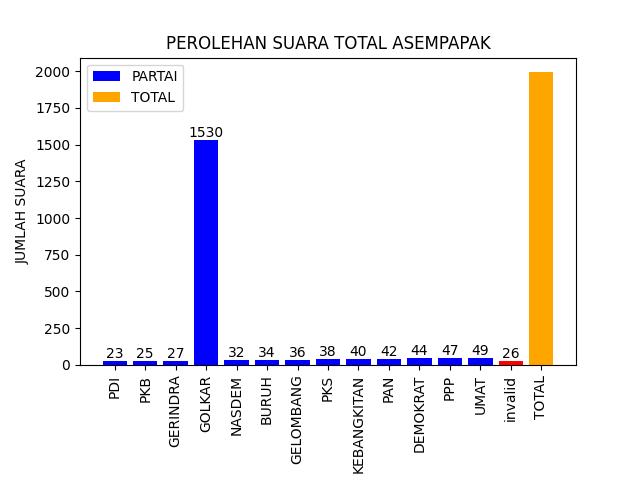 PEROLEHAN SUARA TOTAL ASEMPAPAK
PARTAI
TOTAL
JUMLAH SUARA
2000
1750
1500
1250
1000
750
500
250
0
23 25 27 1530 32 34 36 38 40 42 44 47 49 26
PDI
PKB
GERINDRA
GOLKAR
NASDEM
BURUH
GELOMBANG
PKS
KEBANGKITAN
PAN
DEMOKRAT
PPP
UMAT
invalid
TOTAL